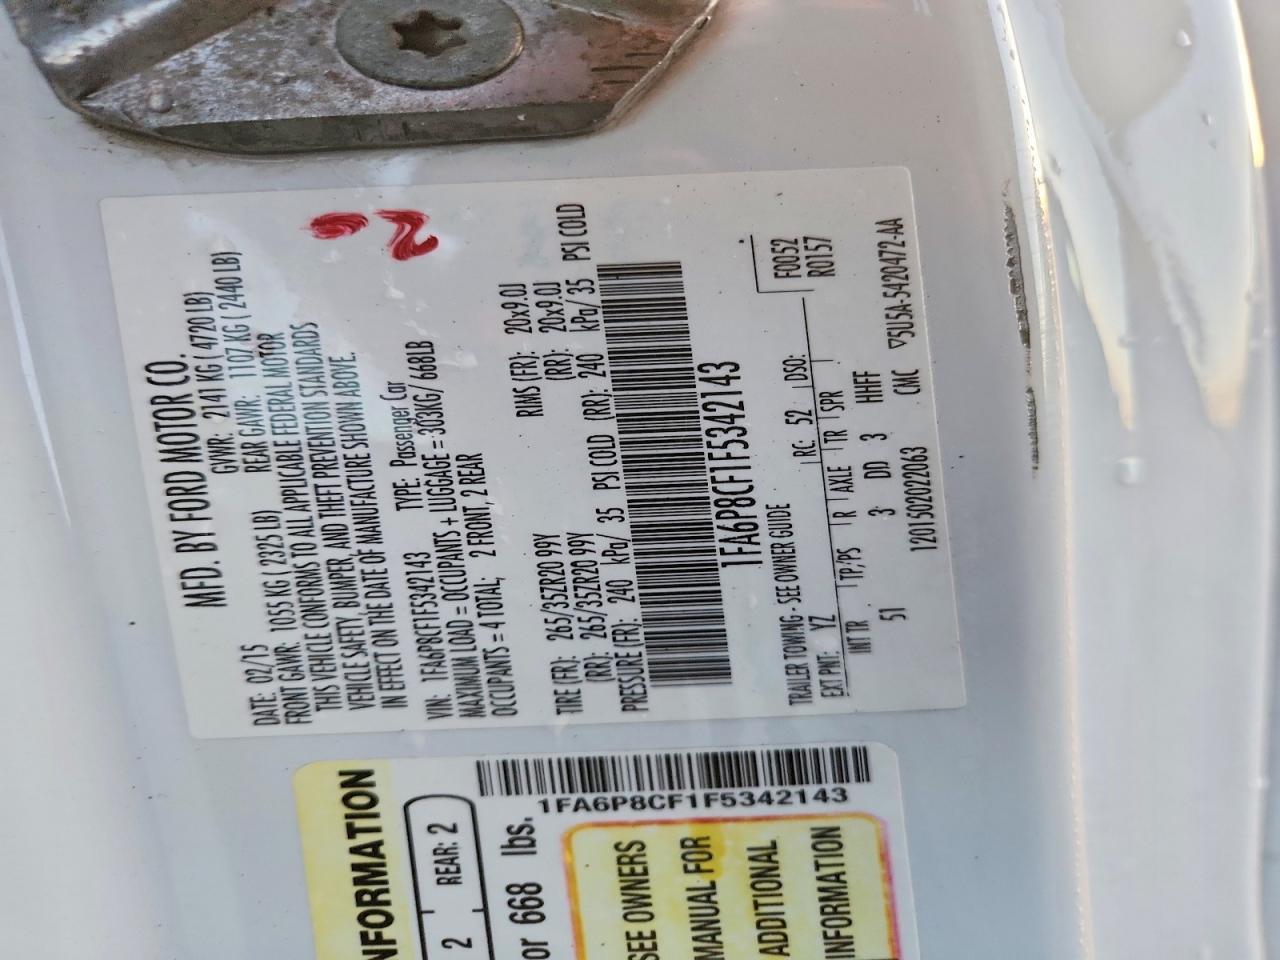 MFD. BY FORD MOTOR CO.
DATE: 02/15 GVWR: 2141 KG ( 4720 LB)
FRONT GAWR: 1055 KG ( 2325 LB) REAR GAWR: 1107 KG ( 2440 LB)
THIS VEHICLE CONFORMS TO ALL APPLICABLE FEDERAL MOTOR
VEHICLE SAFETY, BUMPER, AND THEFT PREVENTION STANDARDS
IN EFFECT ON THE DATE OF MANUFACTURE SHOWN ABOVE.
VIN: 1FA6P8CF1F5342143 TYPE: Passenger Car
MAXIMUM LOAD = OCCUPANTS + LUGGAGE = 303KG/ 668LB
OCCUPANTS = 4 TOTAL; 2 FRONT, 2 REAR
TIRE (FR): 265/35ZR20 99Y RIMS (FR): 20x9.0J
(RR): 265/35ZR20 99Y (RR): 20x9.0J
PRESSURE (FR): 240 kPa/ 35 PSI COLD (RR): 240 kPa/ 35 PSI COLD
1FA6P8CF1F5342143
F0052
TRAILER TOWING - SEE OWNER GUIDE R0157
EXT PNT: YZ RC: 52 DSO:
INT TR TP/PS R AXLE TR SPR
51 3 DD 3 HHFF
12015020220​63 CMC ▽5U5A-5420472-AA
1FA6P8CF1F5342143
NFORMATION
2 REAR: 2
or 668 lbs.
SEE OWNERS
MANUAL FOR
ADDITIONAL
INFORMATION